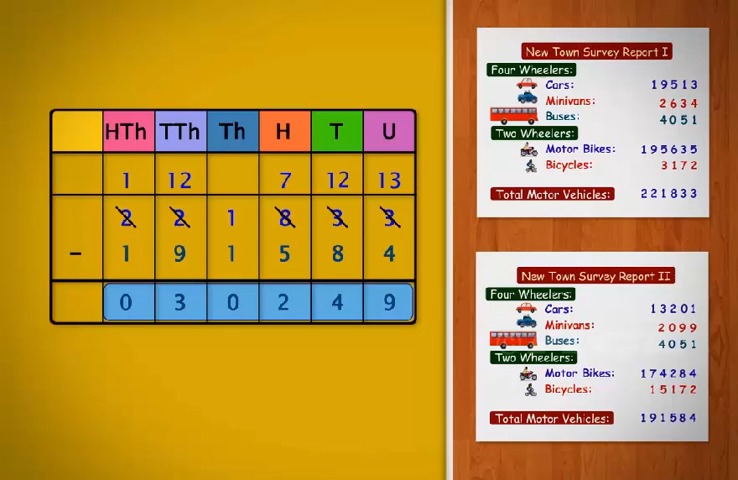 HTh TTh Th H T U
1 12 7 12 13
2 2 1 8 3 3
- 1 9 1 5 8 4
0 3 0 2 4 9
New Town Survey Report I
Four Wheelers:
Cars: 19513
Minivans: 2634
Buses: 4051
Two Wheelers:
Motor Bikes: 195635
Bicycles: 3172
Total Motor Vehicles: 221833
New Town Survey Report II
Four Wheelers:
Cars: 13201
Minivans: 2099
Buses: 4051
Two Wheelers:
Motor Bikes: 174284
Bicycles: 15172
Total Motor Vehicles: 191584